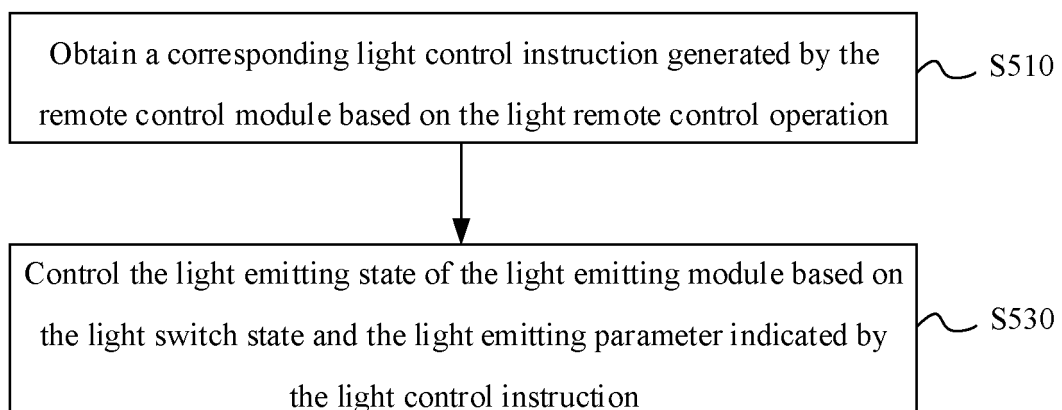 Obtain a corresponding light control instruction generated by the
remote control module based on the light remote control operation
S510
Control the light emitting state of the light emitting module based on
the light switch state and the light emitting parameter indicated by
the light control instruction
S530